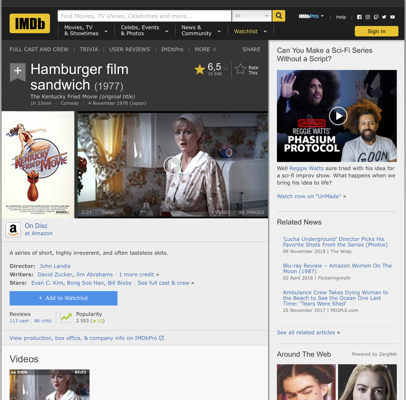 IMDb
Find Movies, TV shows, Celebrities and more...
All
IMDbPro
Help
Movies, TV
& Showtimes
Celebs, Events
& Photos
News &
Community
Watchlist
Sign in
FULL CAST AND CREW | TRIVIA | USER REVIEWS | IMDbPro | MORE
SHARE
Hamburger film
sandwich (1977)
The Kentucky Fried Movie (original title)
1h 23min | Comedy | 4 November 1978 (Japan)
6,5
Rate
This
KENTUCKY
FRIED MOVIE
2:21 | Trailer
On Disc
at Amazon
A series of short, highly irreverent, and often tasteless skits.
Director: John Landis
Writers: David Zucker, Jim Abrahams | 1 more credit »
Stars: Evan C. Kim, Bong Soo Han, Bill Bixby | See full cast & crew »
+ Add to Watchlist
Reviews
113 user | 86 critic
Popularity
2 553
View production, box office, & company info on IMDbPro
Videos
Can You Make a Sci-Fi Series
Without a Script?
REGGIE WATTS'
PHASIUM
PROTOCOL
Well Reggie Watts sure tried with his idea for
a sci-fi improv show. What happens when we
bring his idea to life?
Watch now on "UnMade" »
Related News
'Lucha Underground' Director Picks His
Favorite Shots From the Series (Photos)
06 November 2018 | The Wrap
Blu-ray Review – Amazon Women On The
Moon (1987)
02 April 2018 | Flickeringmyth
Ambulance Crew Takes Dying Woman to
the Beach to See the Ocean One Last
Time: 'Tears Were Shed'
25 November 2017 | PEOPLE.com
See all related articles »
Around The Web
Powered by ZergNet